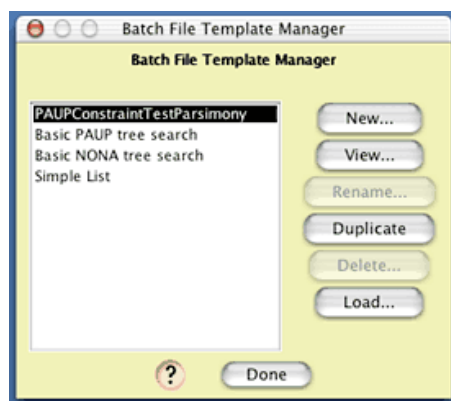 Batch File Template Manager
Batch File Template Manager
PAUPConstraintTestParsimony
Basic PAUP tree search
Basic NONA tree search
Simple List
New...
View...
Rename...
Duplicate
Delete...
Load...
?
Done